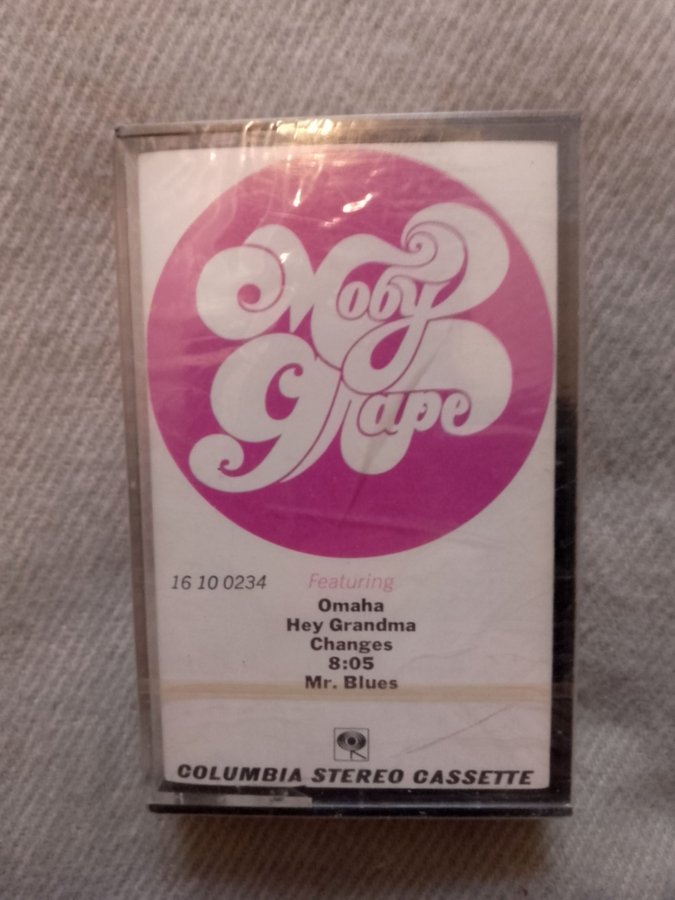 Moby
Grape
16 10 0234
Featuring
Omaha
Hey Grandma
Changes
8:05
Mr. Blues
COLUMBIA STEREO CASSETTE